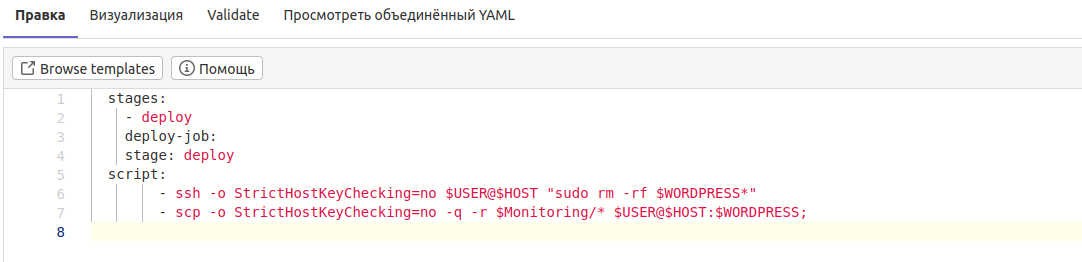 Правка Визуализация Validate Просмотреть объединённый YAML
Browse templates Помощь
1 stages:
2 - deploy
3 deploy-job:
4 stage: deploy
5 script:
6 - ssh -o StrictHostKeyChecking=no $USER@$HOST "sudo rm -rf $WORDPRESS*"
7 - scp -o StrictHostKeyChecking=no -q -r $Monitoring/* $USER@$HOST:$WORDPRESS;
8